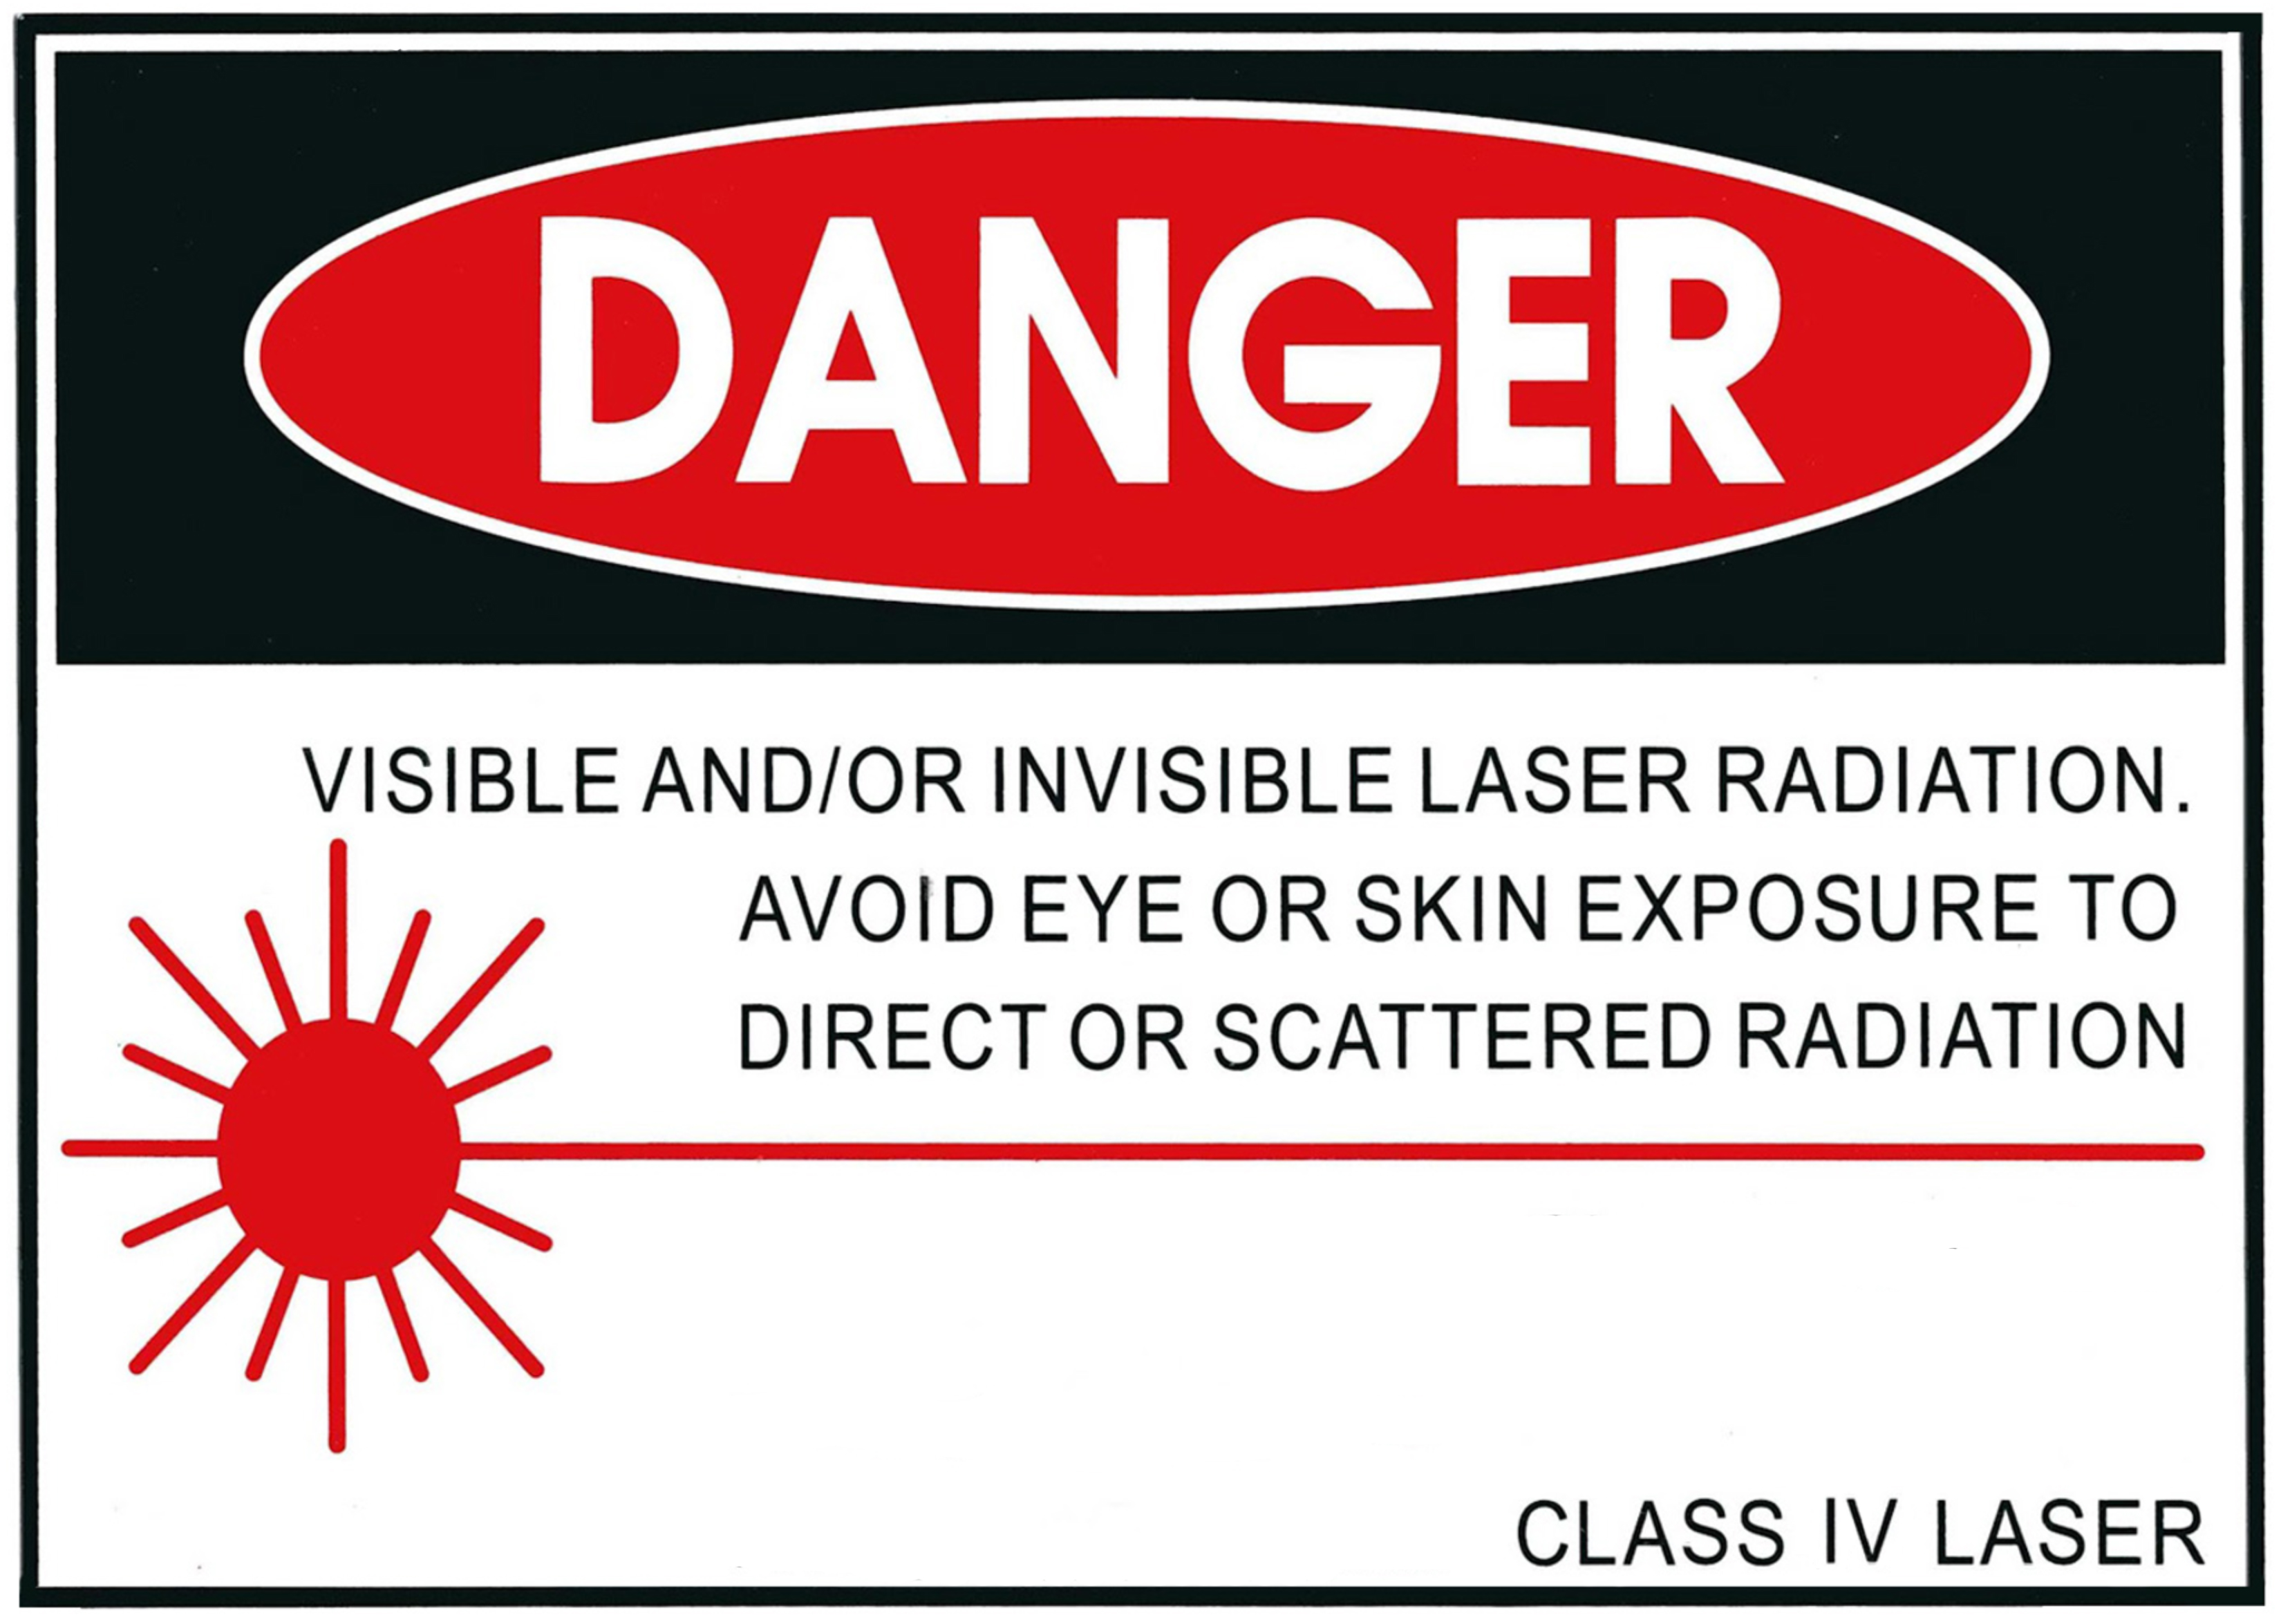 DANGER
VISIBLE AND/OR INVISIBLE LASER RADIATION.
AVOID EYE OR SKIN EXPOSURE TO
DIRECT OR SCATTERED RADIATION
CLASS IV LASER